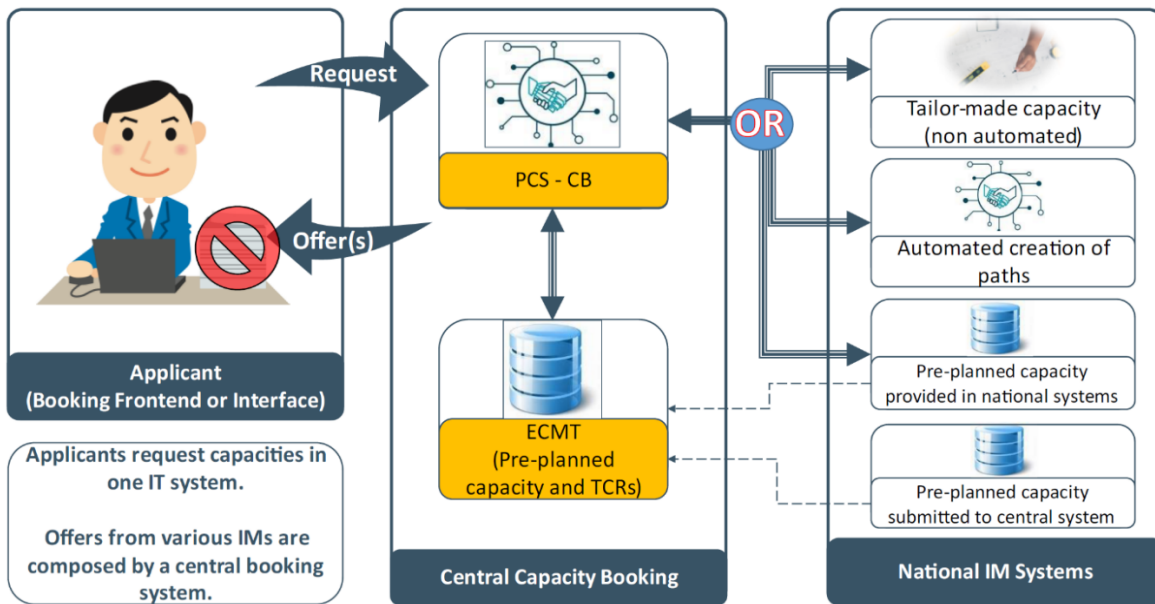 Request
Offer(s)
Applicant
(Booking Frontend or Interface)
Applicants request capacities in
one IT system.
Offers from various IMs are
composed by a central booking
system.
PCS - CB
ECMT
(Pre-planned
capacity and TCRs)
Central Capacity Booking
OR
Tailor-made capacity
(non automated)
Automated creation of
paths
Pre-planned capacity
provided in national systems
Pre-planned capacity
submitted to central system
National IM Systems